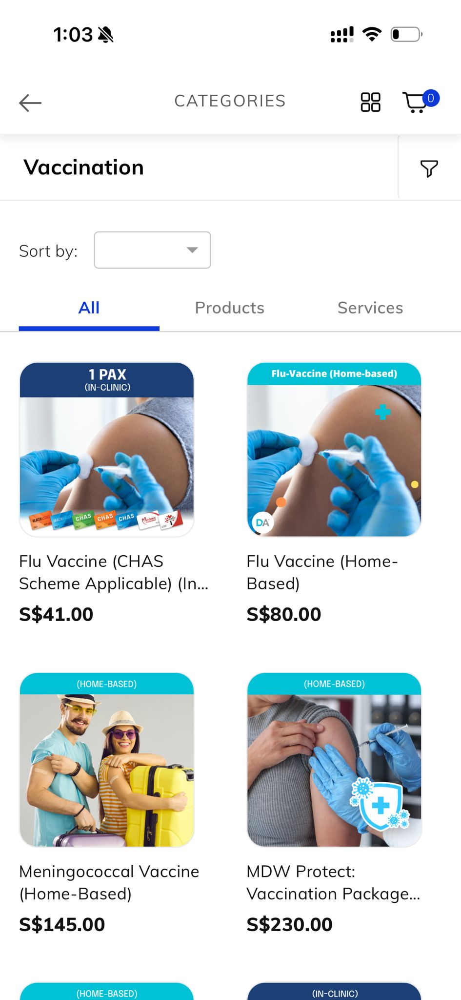 1:03
CATEGORIES
0
Vaccination
Sort by:
All
Products
Services
1 PAX
(IN-CLINIC)
HEALTHASSIST
HEALTHASSIST
CHAS
CHAS
CHAS
Merdeka
Flu-Vaccine (Home-based)
DA
Flu Vaccine (CHAS
Scheme Applicable) (In...
S$41.00
Flu Vaccine (Home-
Based)
S$80.00
(HOME-BASED)
(HOME-BASED)
Meningococcal Vaccine
(Home-Based)
S$145.00
MDW Protect:
Vaccination Package...
S$230.00
(HOME-BASED)
(IN-CLINIC)